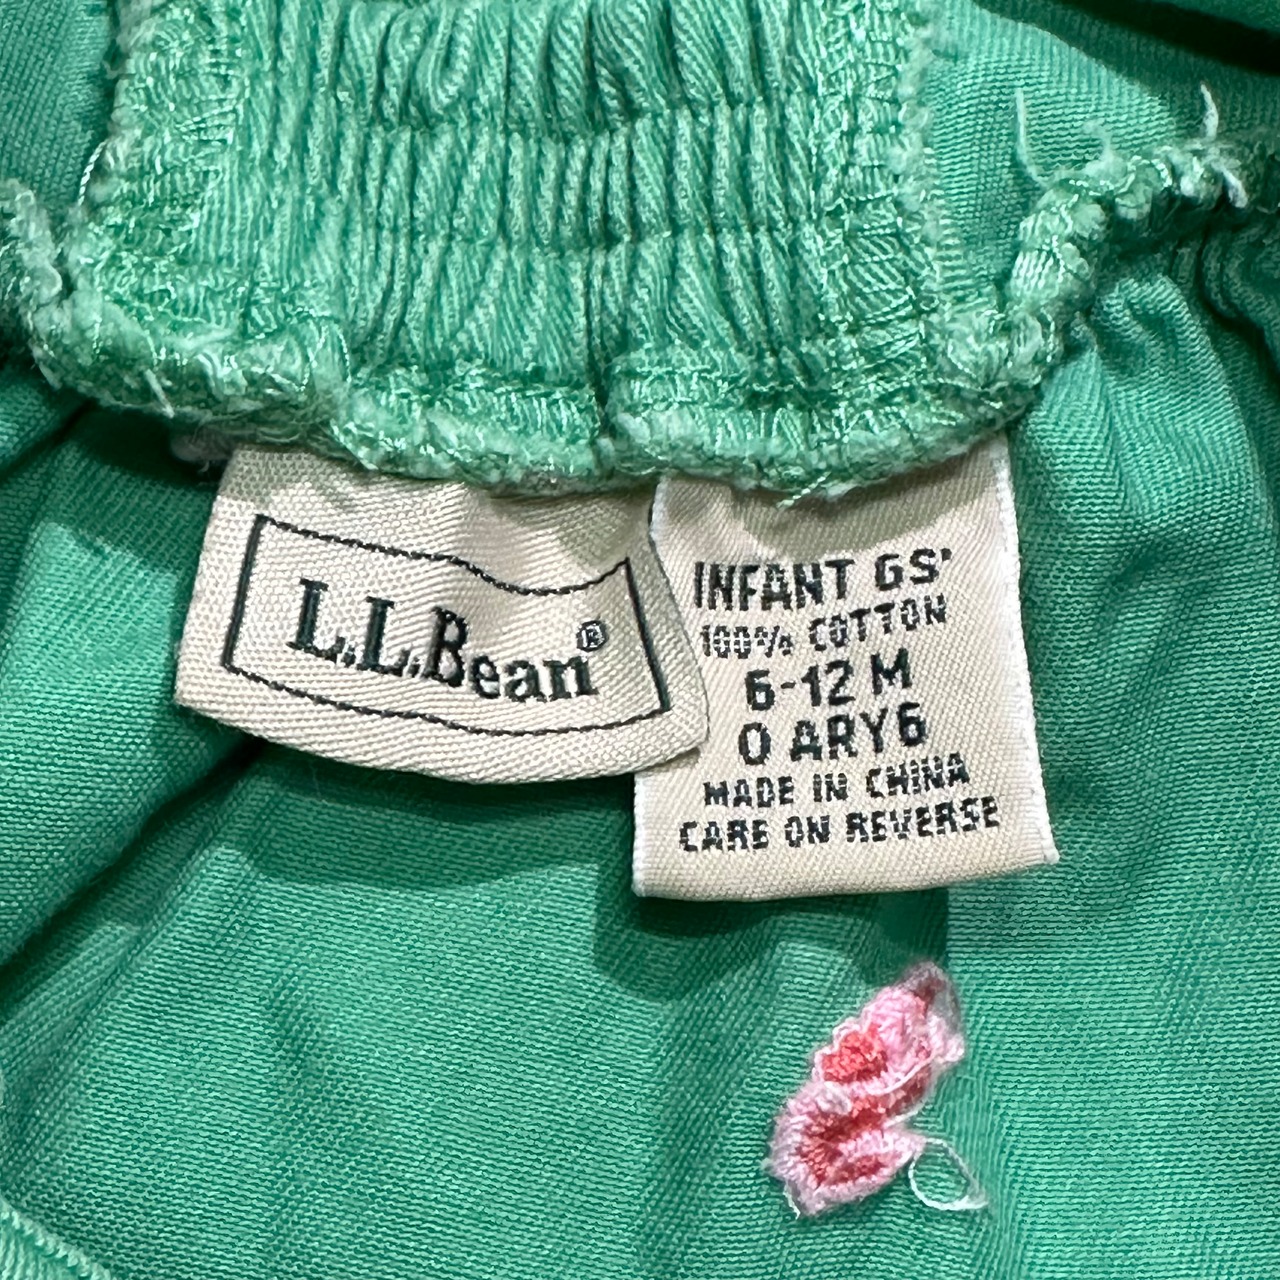 L.L.Bean®
INFANT GS'
100% COTTON
6-12 M
0 ARY6
MADE IN CHINA
CARE ON REVERSE